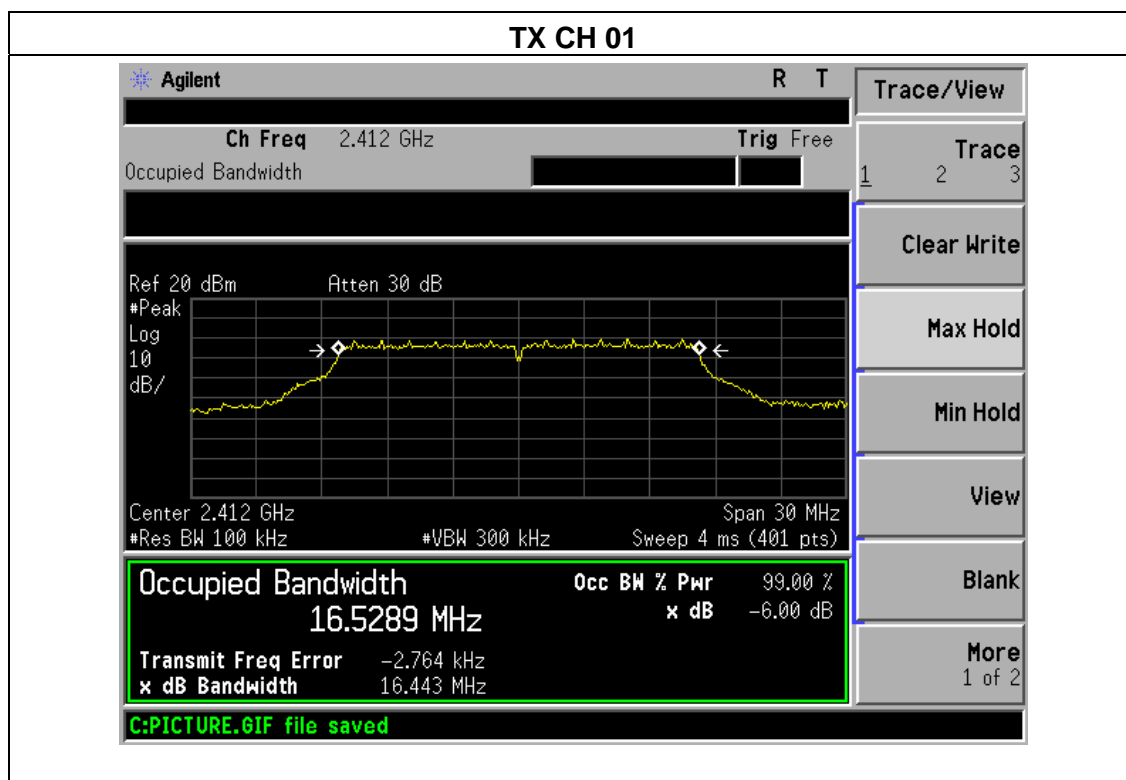 TX CH 01
Agilent R T
Trace/View
Ch Freq 2.412 GHz Trig Free
Occupied Bandwidth
Trace
1 2 3
Clear Write
Ref 20 dBm Atten 30 dB
#Peak
Log
10
dB/
Max Hold
Min Hold
View
Center 2.412 GHz Span 30 MHz
#Res BW 100 kHz #VBW 300 kHz Sweep 4 ms (401 pts)
Occupied Bandwidth
16.5289 MHz
Occ BW % Pwr 99.00 %
x dB -6.00 dB
Blank
Transmit Freq Error -2.764 kHz
x dB Bandwidth 16.443 MHz
More
1 of 2
C:PICTURE.GIF file saved